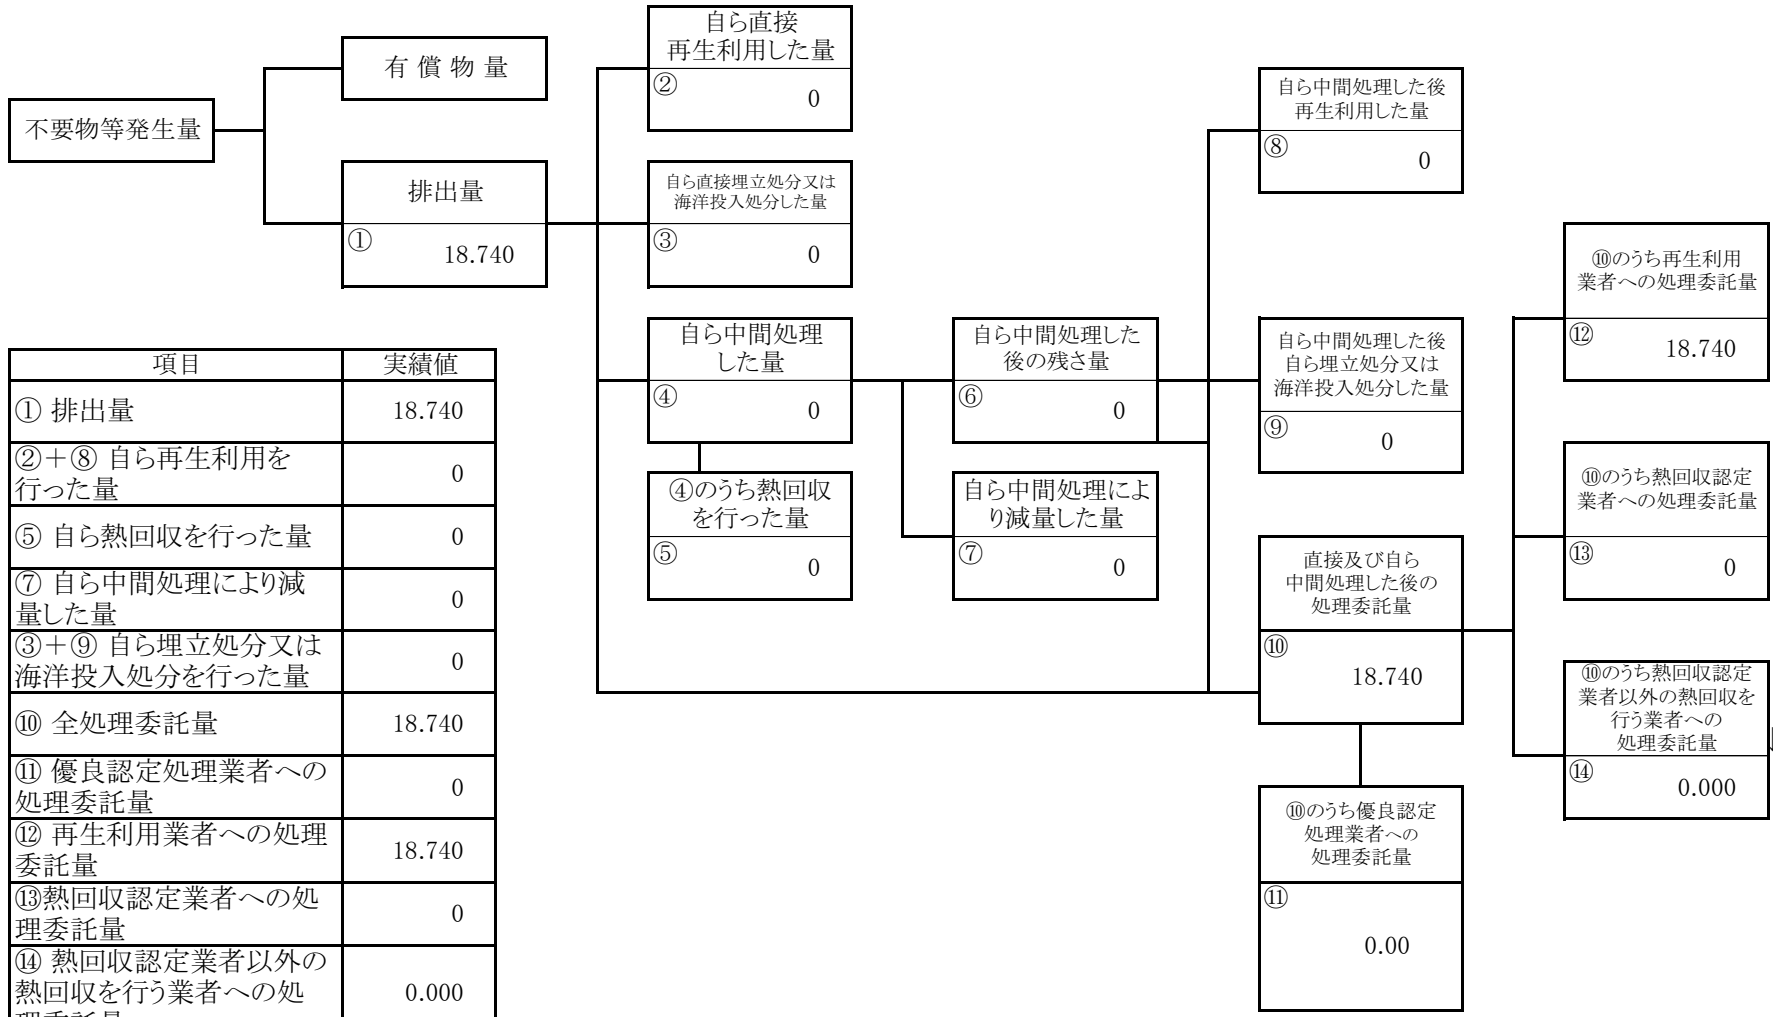 自ら直接
再生利用した量
②
0
有 償 物 量
不要物等発生量
排出量
①
18.740
自ら直接埋立処分又は
海洋投入処分した量
③
0
自ら中間処理した後
再生利用した量
⑧
0
自ら中間処理
した量
④
0
自ら中間処理した
後の残さ量
⑥
0
自ら中間処理した後
自ら埋立処分又は
海洋投入処分した量
⑨
0
④のうち熱回収
を行った量
⑤
0
自ら中間処理によ
り減量した量
⑦
0
直接及び自ら
中間処理した後の
処理委託量
⑩
18.740
⑩のうち優良認定
処理業者への
処理委託量
⑪
0.00
⑩のうち再生利用
業者への処理委託量
⑫
18.740
⑩のうち熱回収認定
業者への処理委託量
⑬
0
⑩のうち熱回収認定
業者以外の熱回収を
行う業者への
処理委託量
⑭
0.000
項目 実績値
① 排出量 18.740
②＋⑧ 自ら再生利用を
行った量 0
⑤ 自ら熱回収を行った量 0
⑦ 自ら中間処理により減
量した量 0
③＋⑨ 自ら埋立処分又は
海洋投入処分を行った量 0
⑩ 全処理委託量 18.740
⑪ 優良認定処理業者への
処理委託量 0
⑫ 再生利用業者への処理
委託量 18.740
⑬熱回収認定業者への処
理委託量 0
⑭ 熱回収認定業者以外の
熱回収を行う業者への処 0.000
理委託量